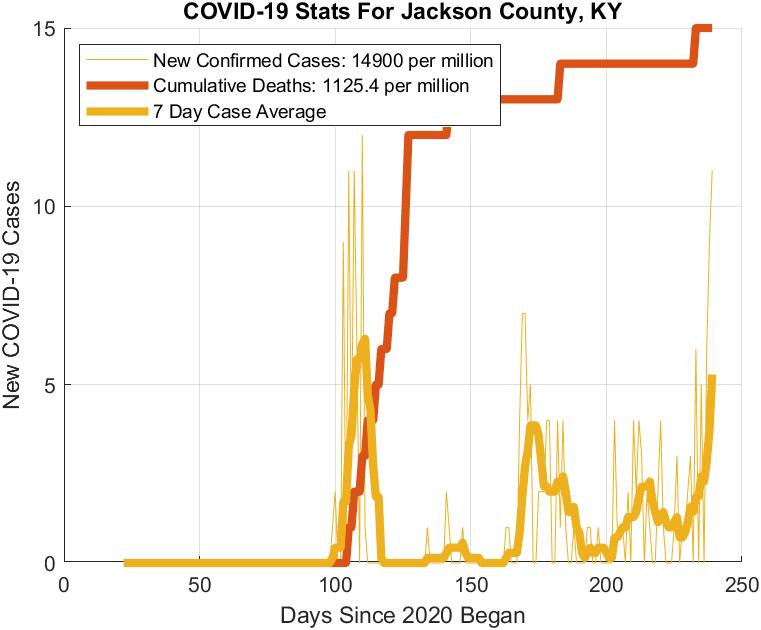 COVID-19 Stats For Jackson County, KY
New Confirmed Cases: 14900 per million
Cumulative Deaths: 1125.4 per million
7 Day Case Average
New COVID-19 Cases
15
10
5
0
0 50 100 150 200 250
Days Since 2020 Began